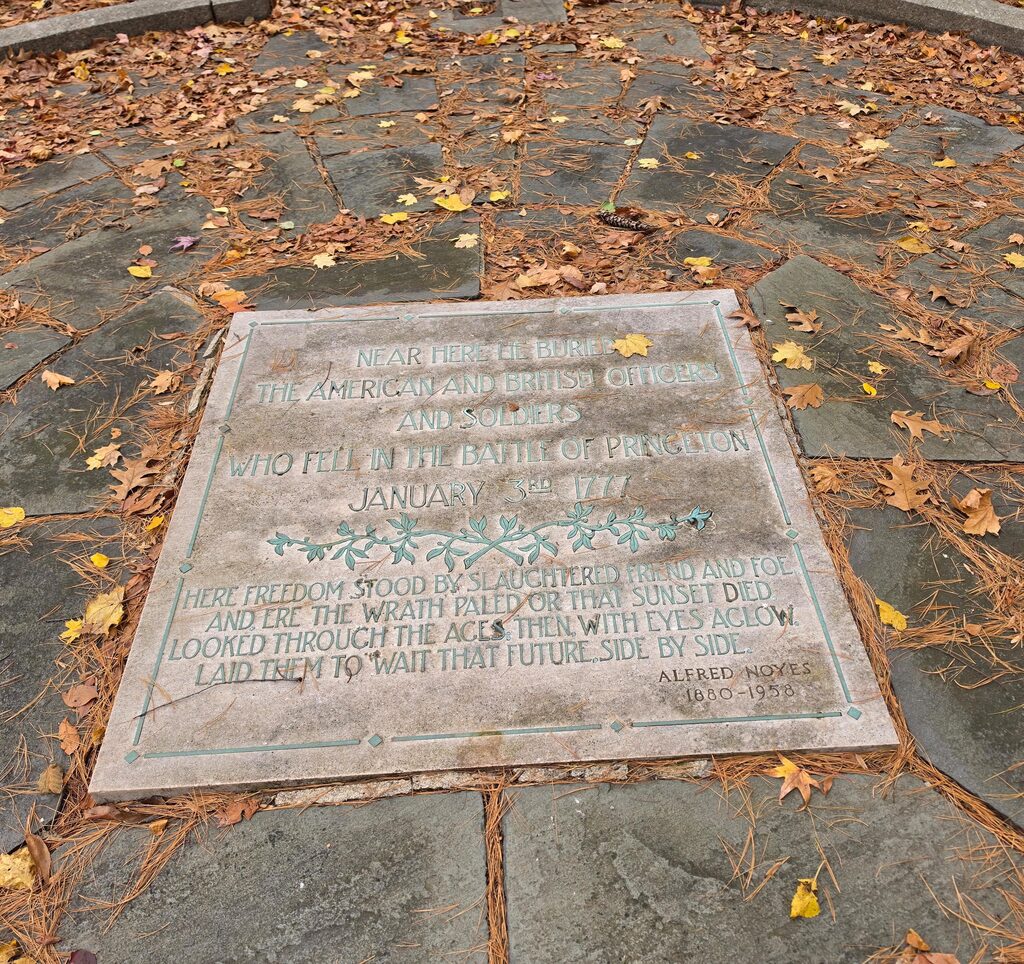 NEAR HERE LIE BURIED
THE AMERICAN AND BRITISH OFFICERS
AND SOLDIERS
WHO FELL IN THE BATTLE OF PRINCETON
JANUARY 3RD 1777
HERE FREEDOM STOOD BY SLAUGHTERED FRIEND AND FOE
AND ERE THE WRATH PALED OR THAT SUNSET DIED
LOOKED THROUGH THE AGES: THEN, WITH EYES AGLOW,
LAID THEM TO WAIT THAT FUTURE, SIDE BY SIDE.
ALFRED NOYES
1880-1958